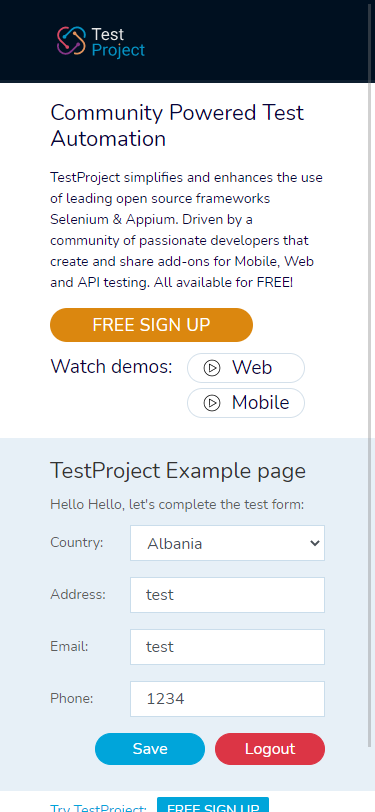 Test
Project
Community Powered Test
Automation
TestProject simplifies and enhances the use
of leading open source frameworks
Selenium & Appium. Driven by a
community of passionate developers that
create and share add-ons for Mobile, Web
and API testing. All available for FREE!
FREE SIGN UP
Watch demos:
Web
Mobile
TestProject Example page
Hello Hello, let's complete the test form:
Country: Albania
Address: test
Email: test
Phone: 1234
Save Logout
Try TestProject: FREE SIGN UP